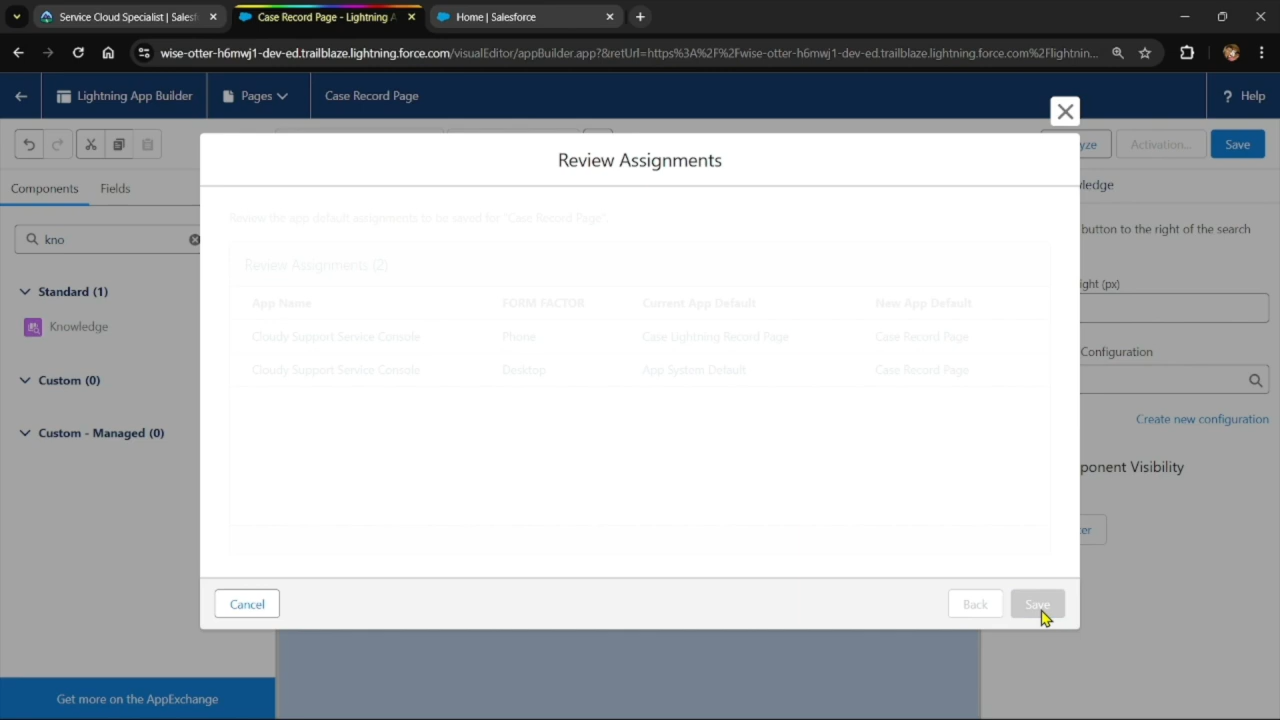 Service Cloud Specialist | Salesf
Case Record Page - Lightning A
Home | Salesforce
wise-otter-h6mwj1-dev-ed.trailblaze.lightning.force.com/visualEditor/appBuilder.app?&retUrl=https%3A%2F%2Fwise-otter-h6mwj1-dev-ed.trailblaze.lightning.force.com%2Flightnin...
Lightning App Builder
Pages
Case Record Page
? Help
yze
Activation...
Save
Components
Fields
ledge
Review Assignments
kno
button to the right of the search
Review the app default assignments to be saved for "Case Record Page".
Review Assignments (2)
Standard (1)
ight (px)
App Name FORM FACTOR Current App Default New App Default
Knowledge
Cloudy Support Service Console Phone Case Lightning Record Page Case Record Page
Configuration
Cloudy Support Service Console Desktop App System Default Case Record Page
Custom (0)
Create new configuration
Custom - Managed (0)
ponent Visibility
er
Cancel
Back
Save
Get more on the AppExchange